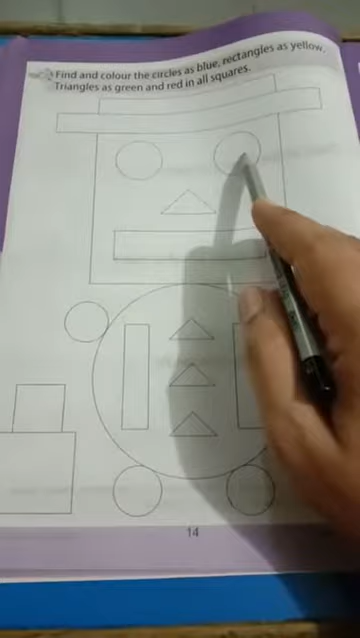 Find and colour the circles as blue, rectangles as yellow,
Triangles as green and red in all squares.
14